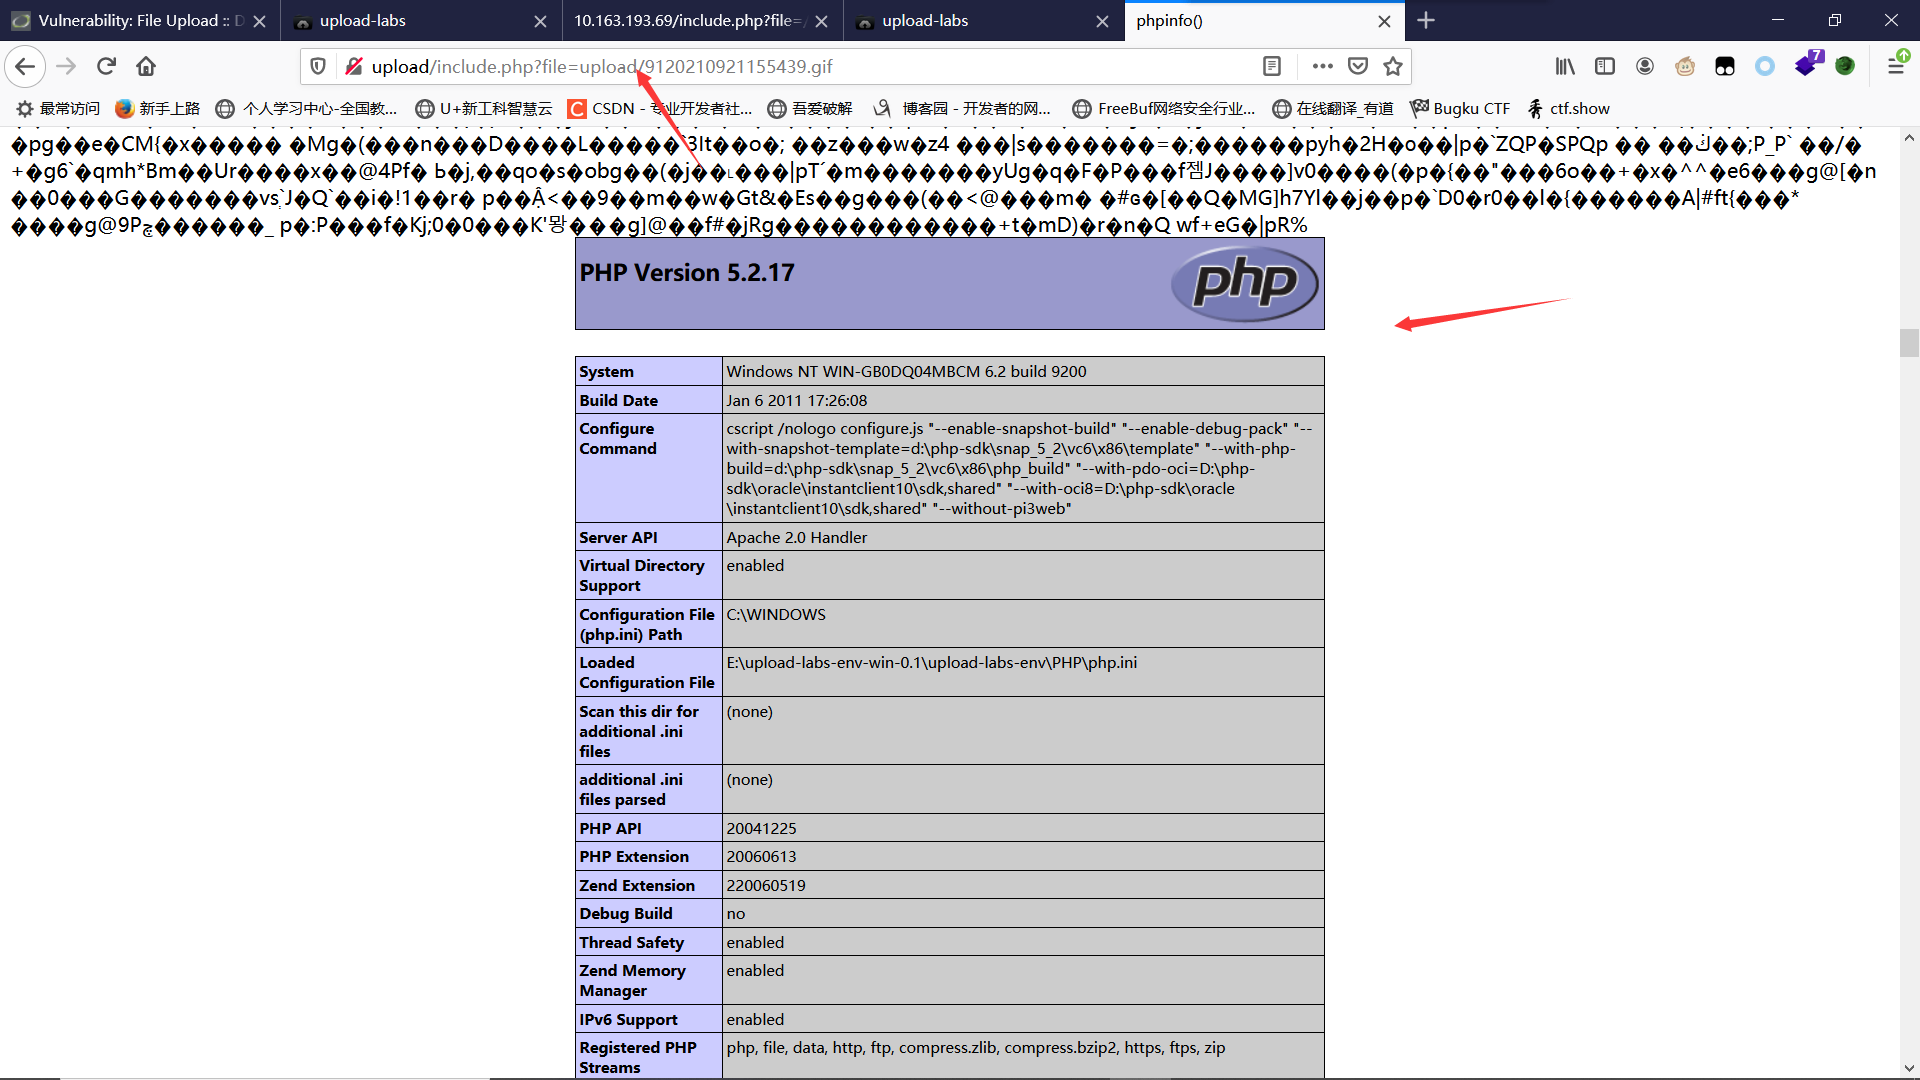 Vulnerability: File Upload :: D
upload-labs
10.163.193.69/include.php?file=/
upload-labs
phpinfo()
upload/include.php?file=upload/9120210921155439.gif
7
最常访问 新手上路 个人学习中心-全国教... U+新工科智慧云 CSDN - 专业开发者社... 吾爱破解 博客园 - 开发者的网... FreeBuf网络安全行业... 在线翻译_有道 Bugku CTF ctf.show
PHP Version 5.2.17
php
System Windows NT WIN-GB0DQ04MBCM 6.2 build 9200
Build Date Jan 6 2011 17:26:08
Configure Command cscript /nologo configure.js "--enable-snapshot-build" "--enable-debug-pack" "--
with-snapshot-template=d:\php-sdk\snap_5_2\vc6\x86\template" "--with-php-
build=d:\php-sdk\snap_5_2\vc6\x86\php_build" "--with-pdo-oci=D:\php-
sdk\oracle\instantclient10\sdk,shared" "--with-oci8=D:\php-sdk\oracle
\instantclient10\sdk,shared" "--without-pi3web"
Server API Apache 2.0 Handler
Virtual Directory
Support enabled
Configuration File
(php.ini) Path C:\WINDOWS
Loaded
Configuration File E:\upload-labs-env-win-0.1\upload-labs-env\PHP\php.ini
Scan this dir for
additional .ini
files (none)
additional .ini
files parsed (none)
PHP API 20041225
PHP Extension 20060613
Zend Extension 220060519
Debug Build no
Thread Safety enabled
Zend Memory
Manager enabled
IPv6 Support enabled
Registered PHP
Streams php, file, data, http, ftp, compress.zlib, compress.bzip2, https, ftps, zip